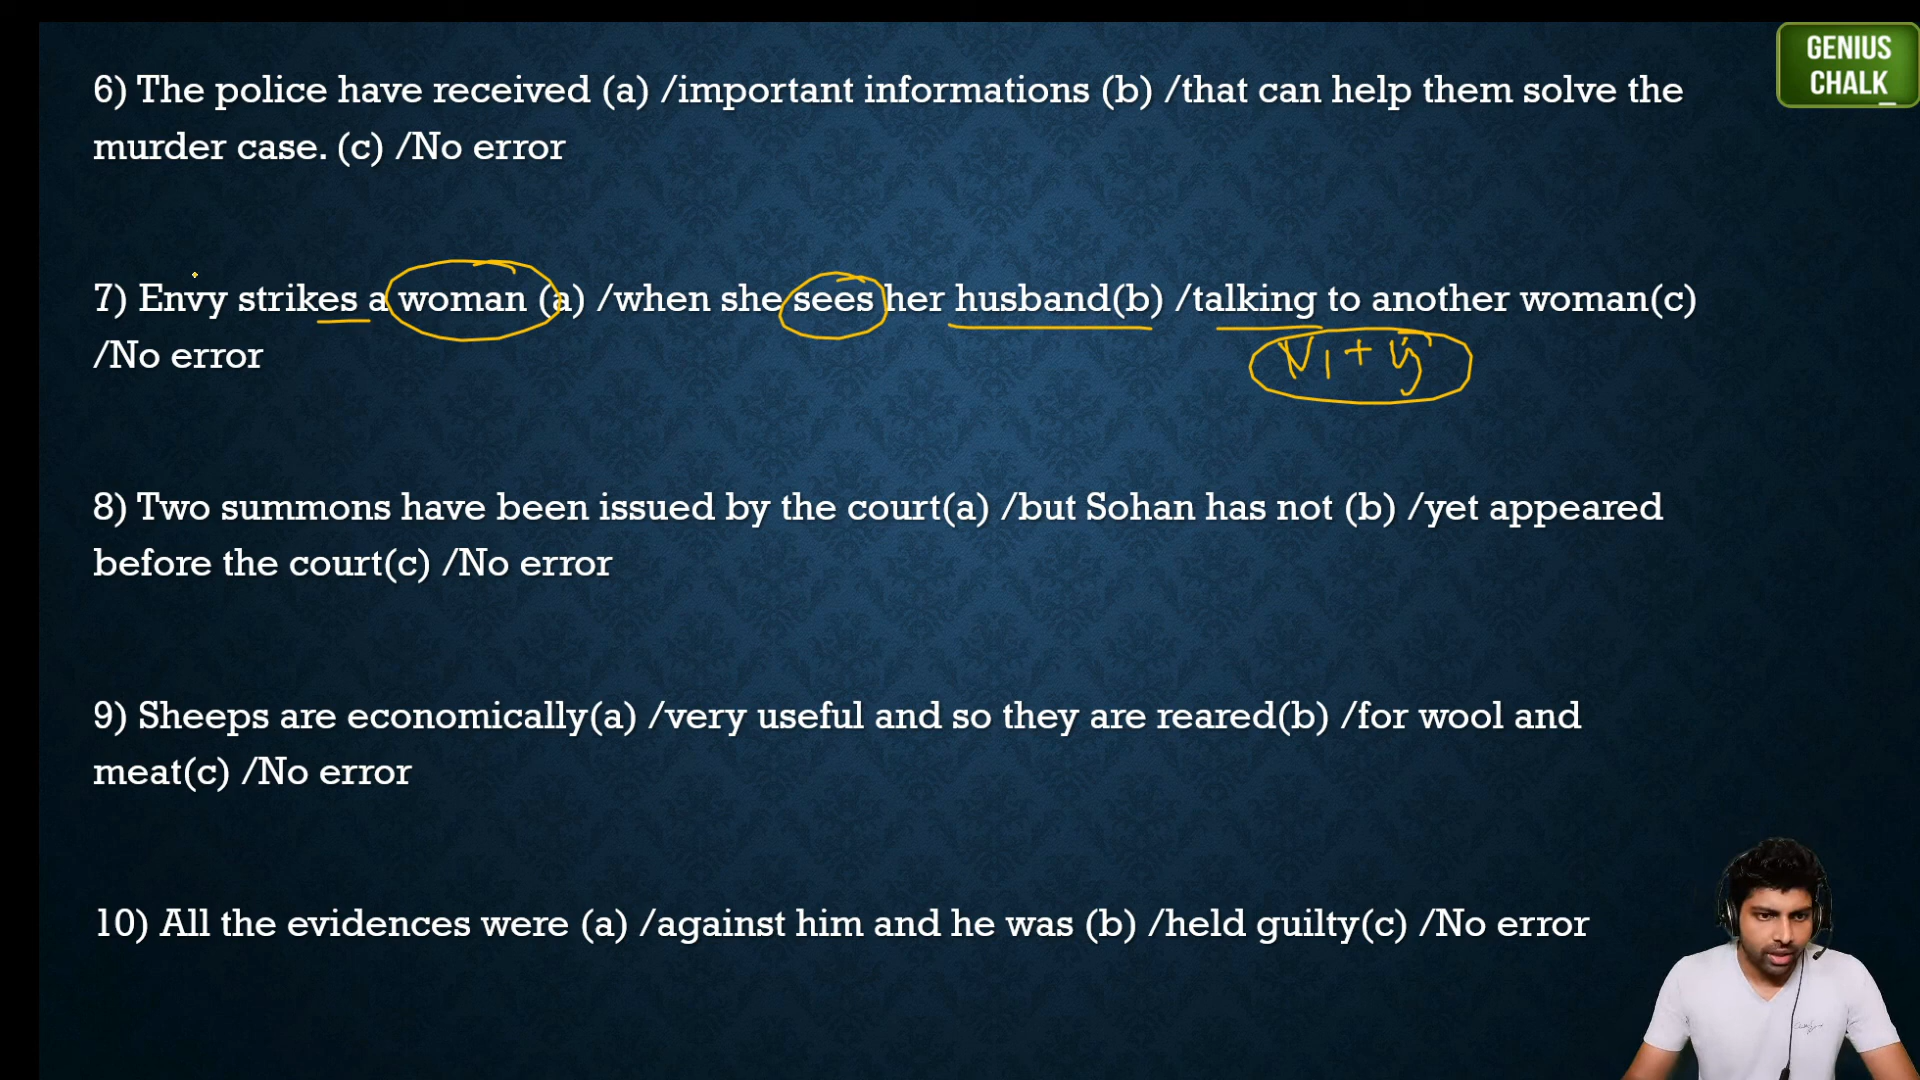 GENIUS
CHALK
6) The police have received (a) /important informations (b) /that can help them solve the
murder case. (c) /No error
7) Envy strikes a woman (a) /when she sees her husband(b) /talking to another woman(c)
/No error
V1 + ing
8) Two summons have been issued by the court(a) /but Sohan has not (b) /yet appeared
before the court(c) /No error
9) Sheeps are economically(a) /very useful and so they are reared(b) /for wool and
meat(c) /No error
10) All the evidences were (a) /against him and he was (b) /held guilty(c) /No error